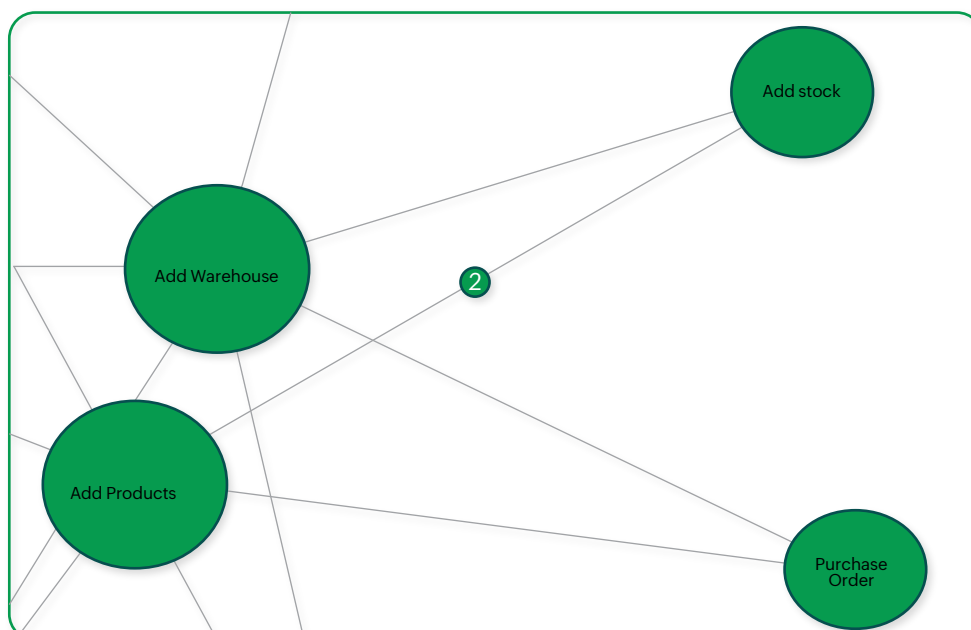 Add stock
Add Warehouse
2
Add Products
Purchase
Order